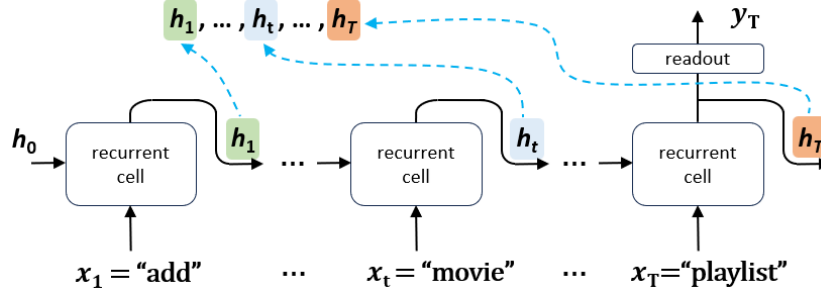 h₁, ... , hₜ, ... , h_T
y_T
readout
h₀
recurrent cell
h₁
...
recurrent cell
hₜ
...
recurrent cell
h_T
x₁ = “add” ... xₜ = “movie” ... x_T=“playlist”